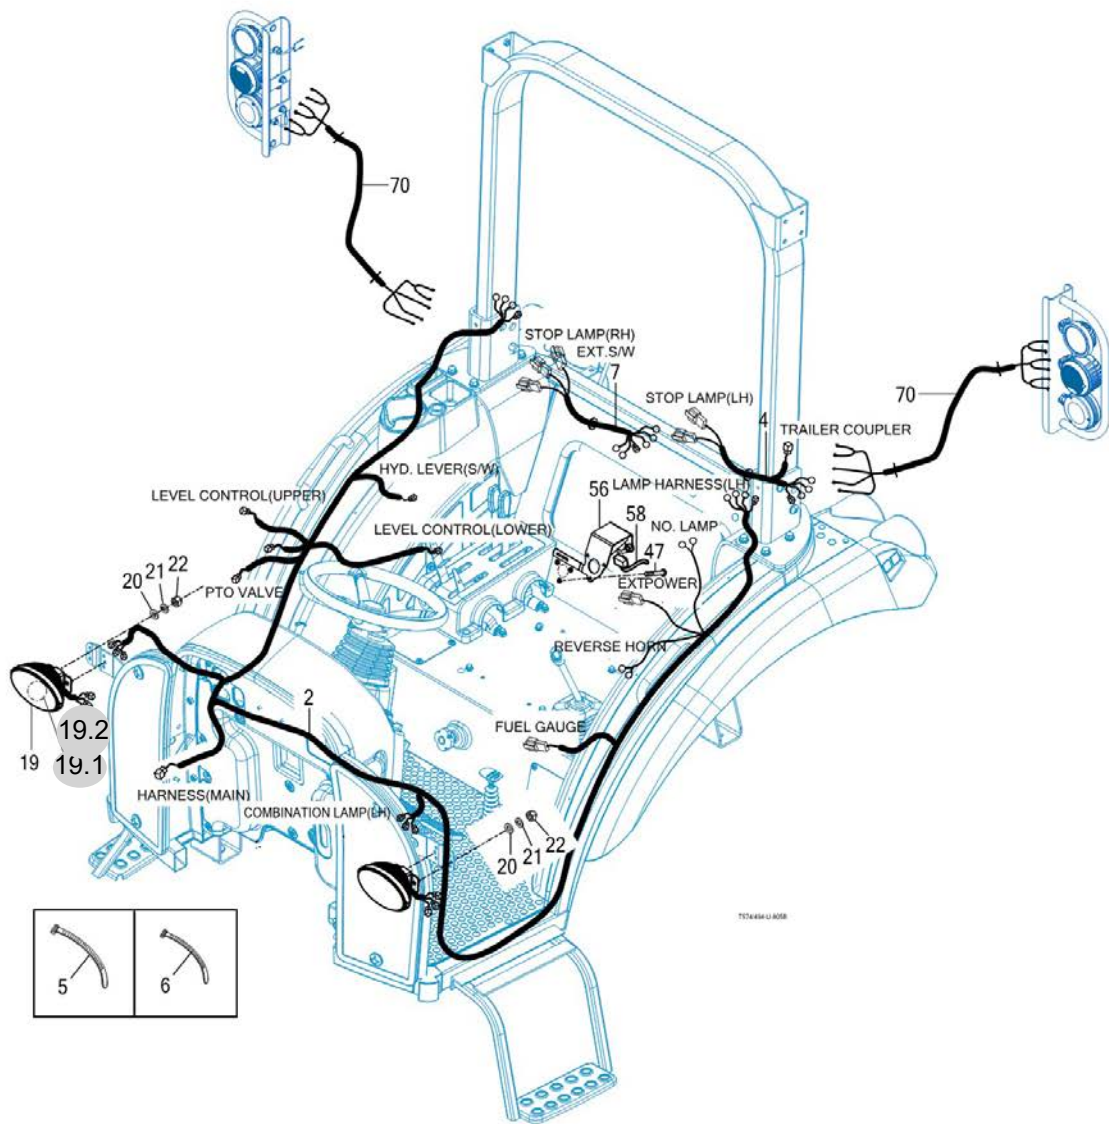 70
STOP LAMP(RH)
EXT.S/W
7
STOP LAMP(LH)
70
4
TRAILER COUPLER
HYD. LEVER(S/W)
LAMP HARNESS(LH)
LEVEL CONTROL(UPPER)
56
LEVEL CONTROL(LOWER)
58
NO. LAMP
47
20 21 22
EXTPOWER
PTO VALVE
REVERSE HORN
2
FUEL GAUGE
19.2
19 19.1
HARNESS(MAIN)
COMBINATION LAMP(LH)
20 21 22
5
6